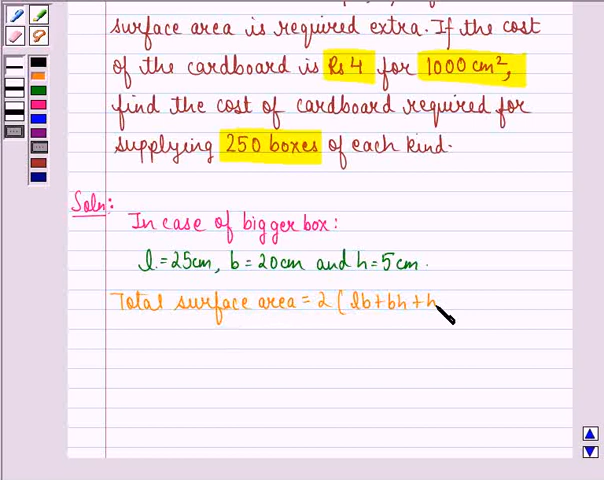 surface area is required extra. If the cost
of the cardboard is Rs 4 for 1000 cm²,
find the cost of cardboard required for
supplying 250 boxes of each kind.
Soln:
In case of bigger box:
l = 25cm, b = 20cm and h = 5cm.
Total surface area = 2 ( lb + bh + h